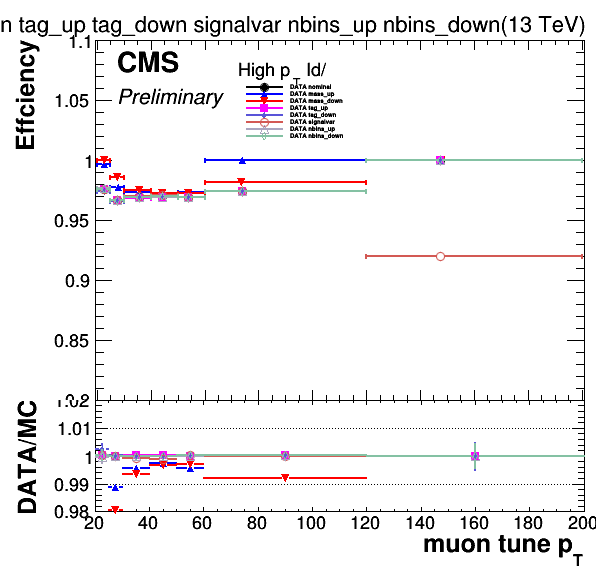 n tag_up tag_down signalvar nbins_up nbins_down(13 TeV)
Effciency
1.1
1.05
1
0.95
0.9
0.85
CMS
Preliminary
High p_T Id/
DATA nominal
DATA mass_up
DATA mass_down
DATA tag_up
DATA tag_down
DATA signalvar
DATA nbins_up
DATA nbins_down
DATA/MC
1.02
1.01
1
0.99
0.98
20 40 60 80 100 120 140 160 180 200
muon tune p_T